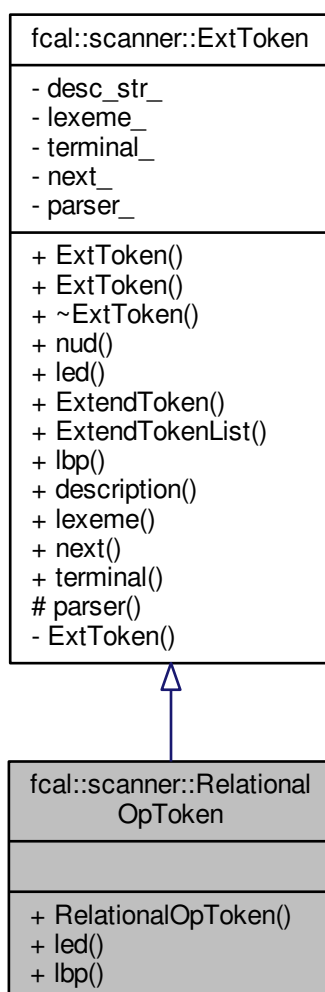 fcal::scanner::ExtToken
- desc_str_
- lexeme_
- terminal_
- next_
- parser_
+ ExtToken()
+ ExtToken()
+ ~ExtToken()
+ nud()
+ led()
+ ExtendToken()
+ ExtendTokenList()
+ lbp()
+ description()
+ lexeme()
+ next()
+ terminal()
# parser()
- ExtToken()
fcal::scanner::Relational
OpToken
+ RelationalOpToken()
+ led()
+ lbp()